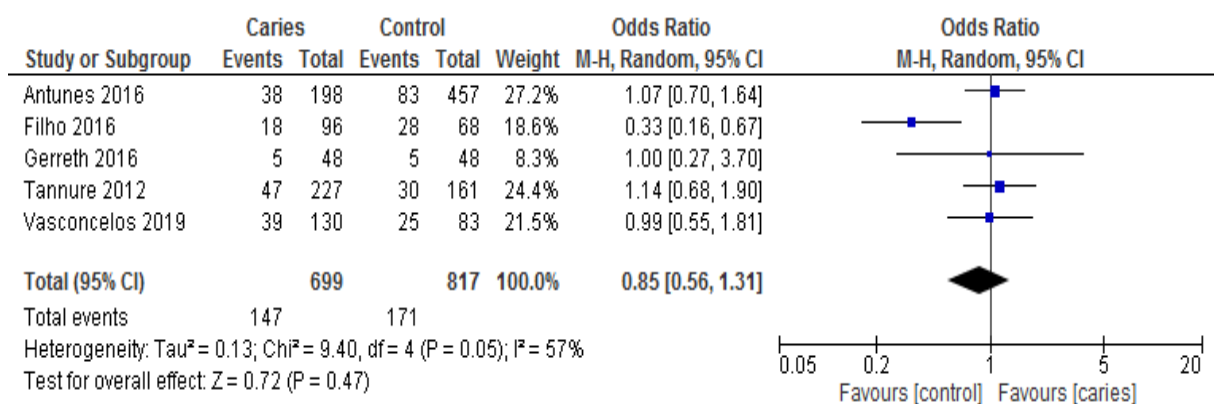 Caries Control Odds Ratio Odds Ratio
Study or Subgroup Events Total Events Total Weight M-H, Random, 95% CI M-H, Random, 95% CI
Antunes 2016 38 198 83 457 27.2% 1.07 [0.70, 1.64]
Filho 2016 18 96 28 68 18.6% 0.33 [0.16, 0.67]
Gerreth 2016 5 48 5 48 8.3% 1.00 [0.27, 3.70]
Tannure 2012 47 227 30 161 24.4% 1.14 [0.68, 1.90]
Vasconcelos 2019 39 130 25 83 21.5% 0.99 [0.55, 1.81]
Total (95% CI) 699 817 100.0% 0.85 [0.56, 1.31]
Total events 147 171
Heterogeneity: Tau² = 0.13; Chi² = 9.40, df = 4 (P = 0.05); I² = 57%
Test for overall effect: Z = 0.72 (P = 0.47)
0.05 0.2 1 5 20
Favours [control] Favours [caries]